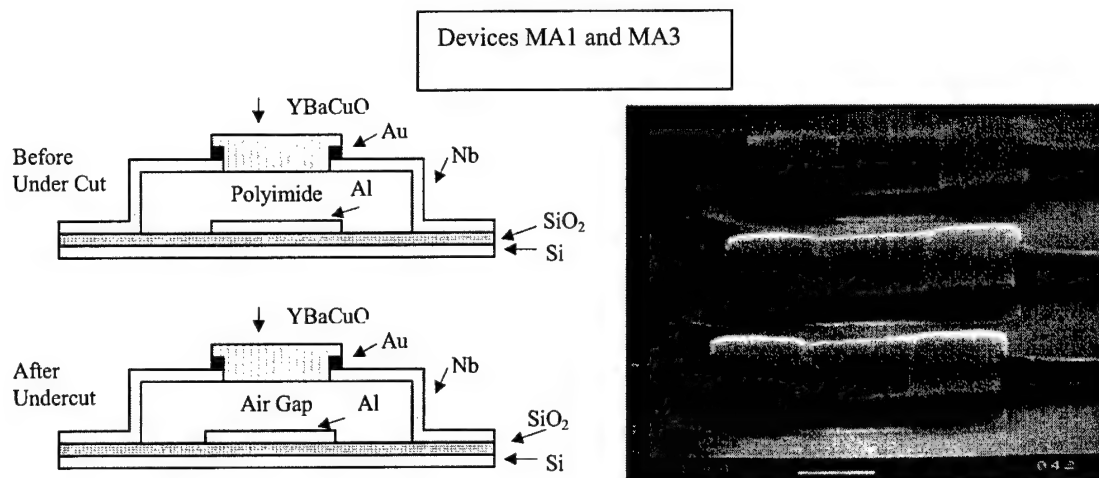 Devices MA1 and MA3
YBaCuO
Au
Before
Under Cut
Nb
Polyimide
Al
SiO₂
Si
YBaCuO
Au
After
Undercut
Nb
Air Gap
Al
SiO₂
Si
042